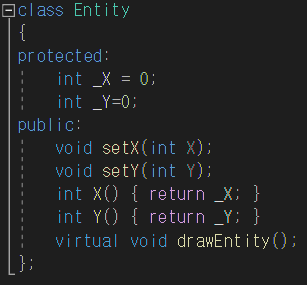 class Entity
{
protected:
    int _X = 0;
    int _Y=0;
public:
    void setX(int X);
    void setY(int Y);
    int X() { return _X; }
    int Y() { return _Y; }
    virtual void drawEntity();
};